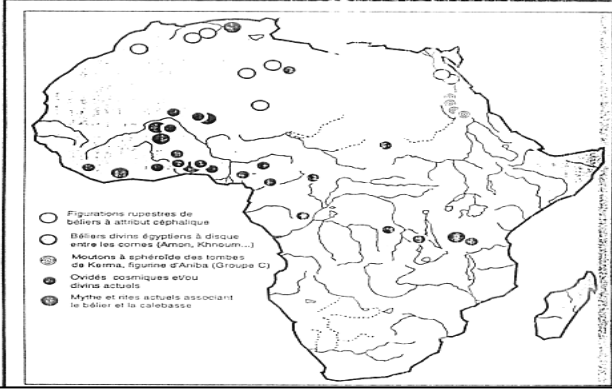 Figurations rupestres de
béliers à attribut céphalique
Béliers divins égyptiens à disque
entre les cornes (Amon, Khnoum...)
Moutons à sphéroïde des tombes
de Kerma, figurine d'Aniba (Groupe C)
Ovidés cosmiques et/ou
divins actuels
Mythe et rites actuels associant
le bélier et la calebasse